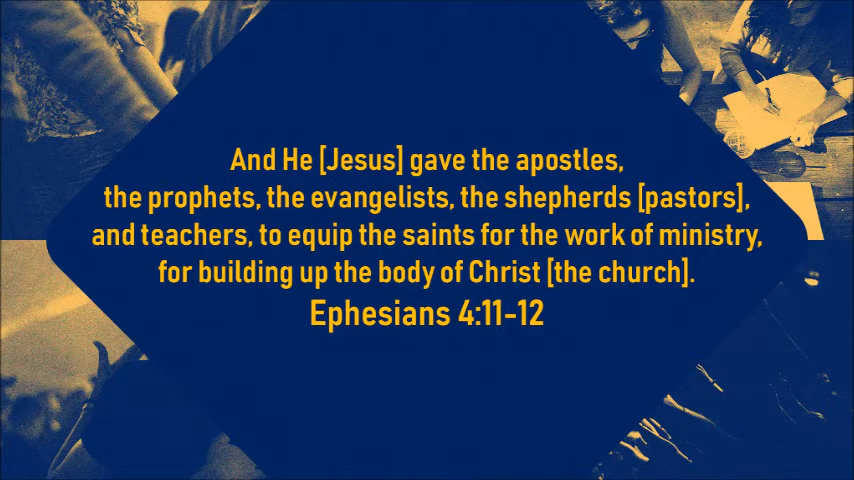 And He [Jesus] gave the apostles,
the prophets, the evangelists, the shepherds [pastors],
and teachers, to equip the saints for the work of ministry,
for building up the body of Christ [the church].
Ephesians 4:11-12